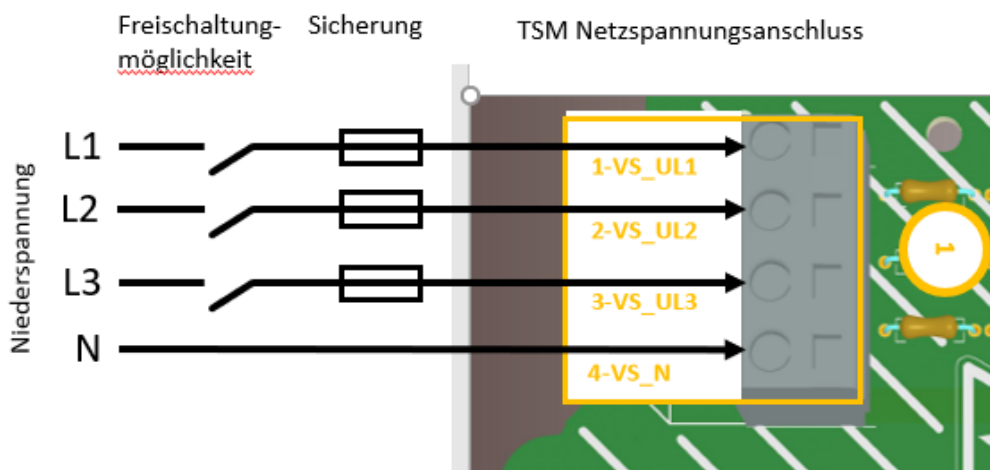 Freischaltung-
möglichkeit
Sicherung
TSM Netzspannungsanschluss
Niederspannung
L1
1-VS_UL1
L2
2-VS_UL2
L3
3-VS_UL3
N
4-VS_N
1